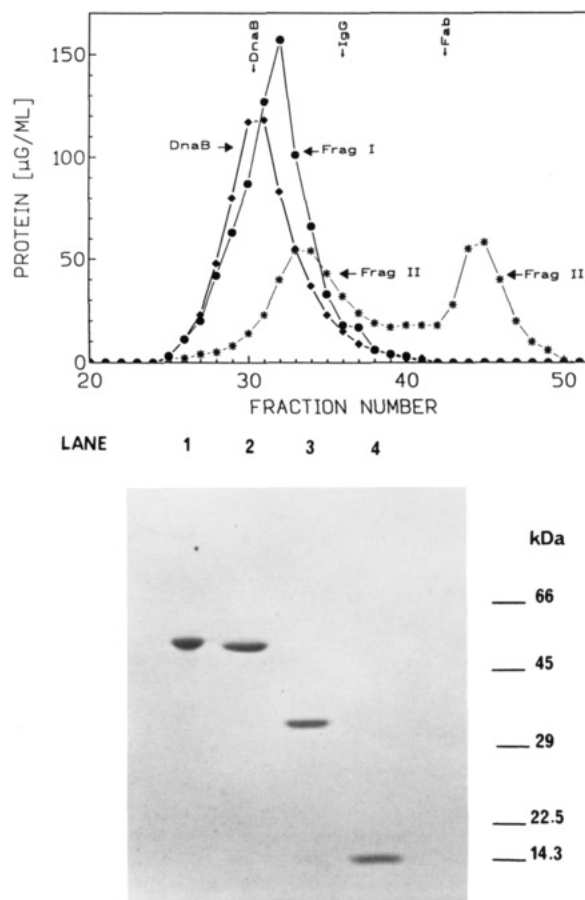 -DnaB
-IgG
-Fab
PROTEIN [µG/ML]
150
100
50
0
DnaB
Frag I
Frag II
Frag II
20 30 40 50
FRACTION NUMBER
LANE 1 2 3 4
kDa
66
45
29
22.5
14.3